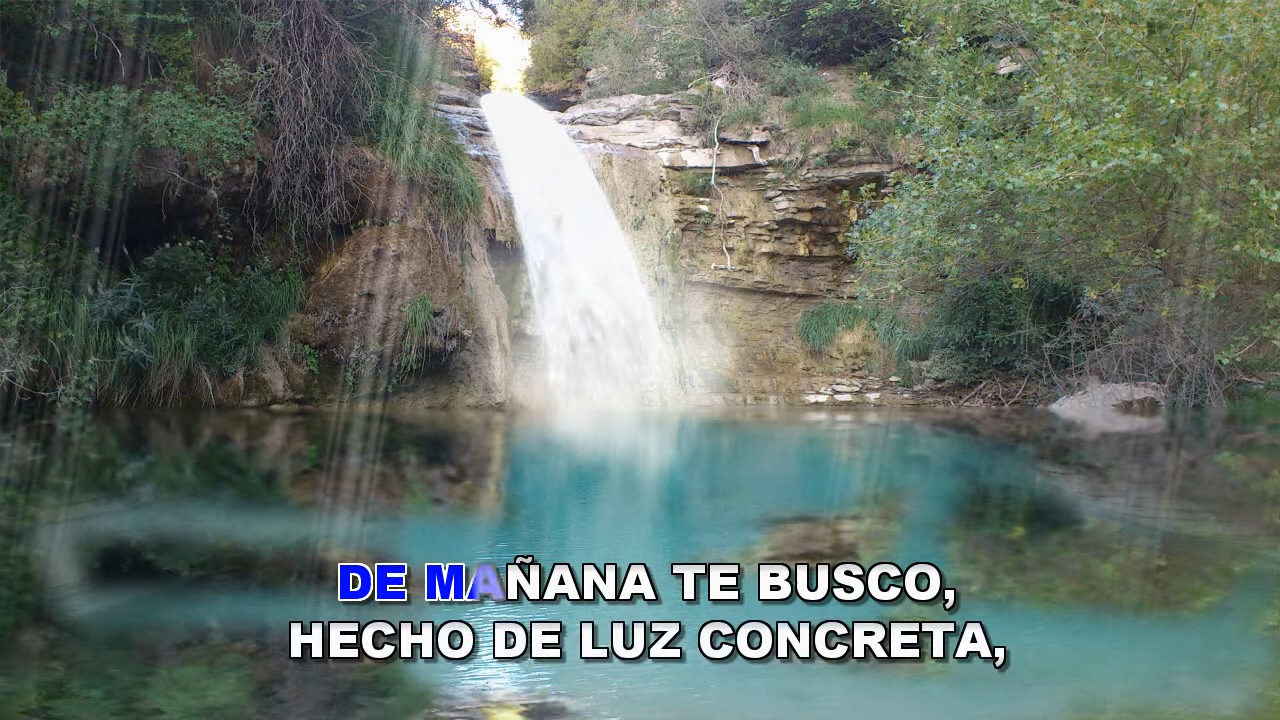 DE MAÑANA TE BUSCO,
HECHO DE LUZ CONCRETA,